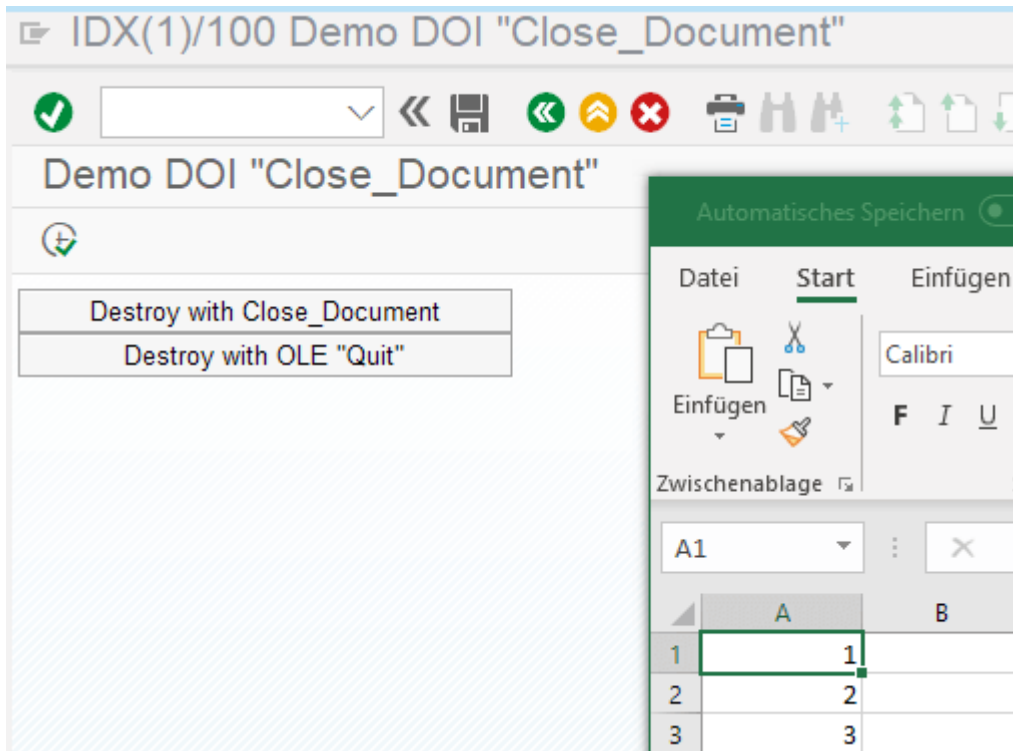 IDX(1)/100 Demo DOI "Close_Document"
Demo DOI "Close_Document"
Destroy with Close_Document
Destroy with OLE "Quit"
Automatisches Speichern
Datei Start Einfügen
Einfügen
Calibri
F I U
Zwischenablage
A1
A B
1 1
2 2
3 3